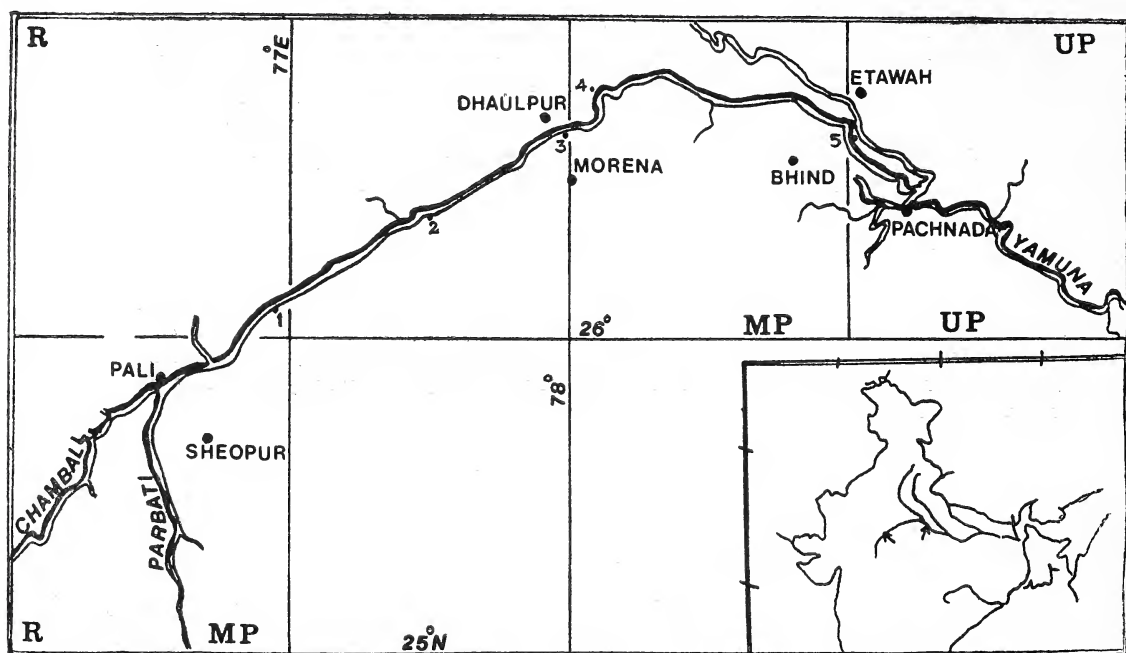 R
77°E
UP
DHAULPUR
4.
ETAWAH
3
MORENA
5
BHIND
2
PACHNADA
YAMUNA
1
26°
MP
UP
PALI
78°
SHEOPUR
CHAMBAL
PARBATI
R
MP
25°N